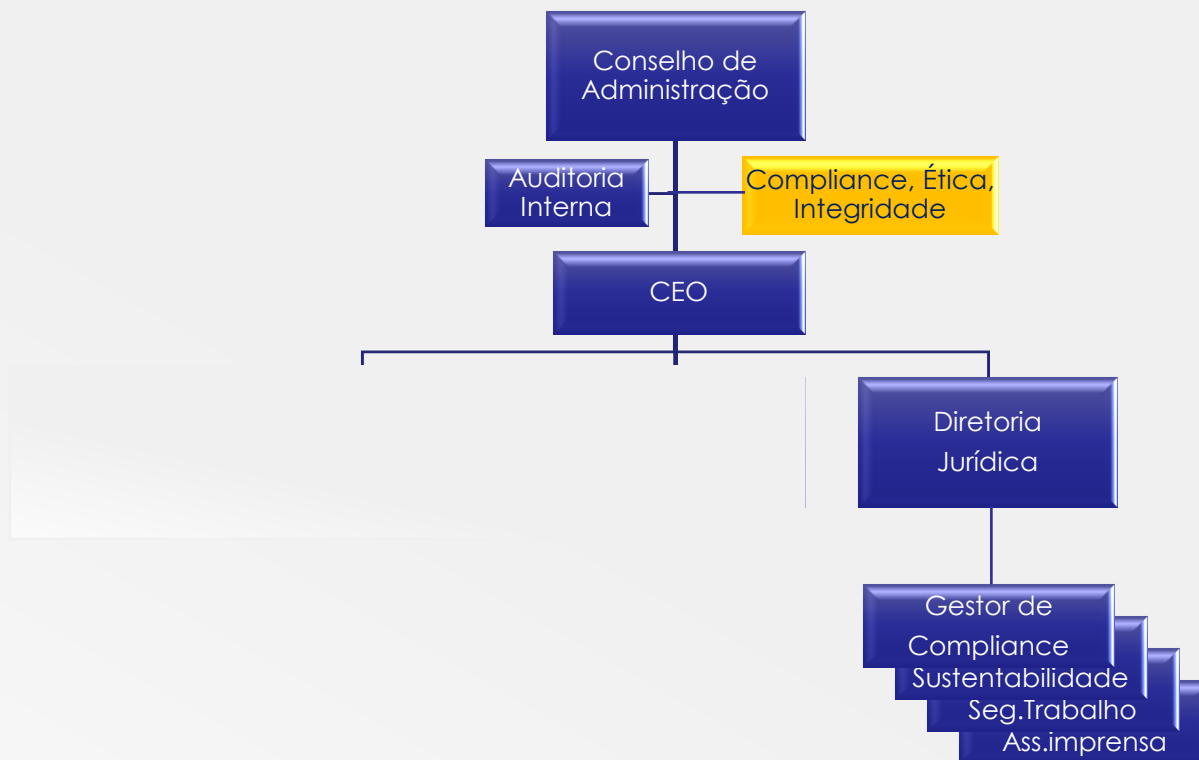 Conselho de
Administração
Auditoria
Interna
Compliance, Ética,
Integridade
CEO
Diretoria
Jurídica
Gestor de
Compliance
Sustentabilidade
Seg.Trabalho
Ass.imprensa